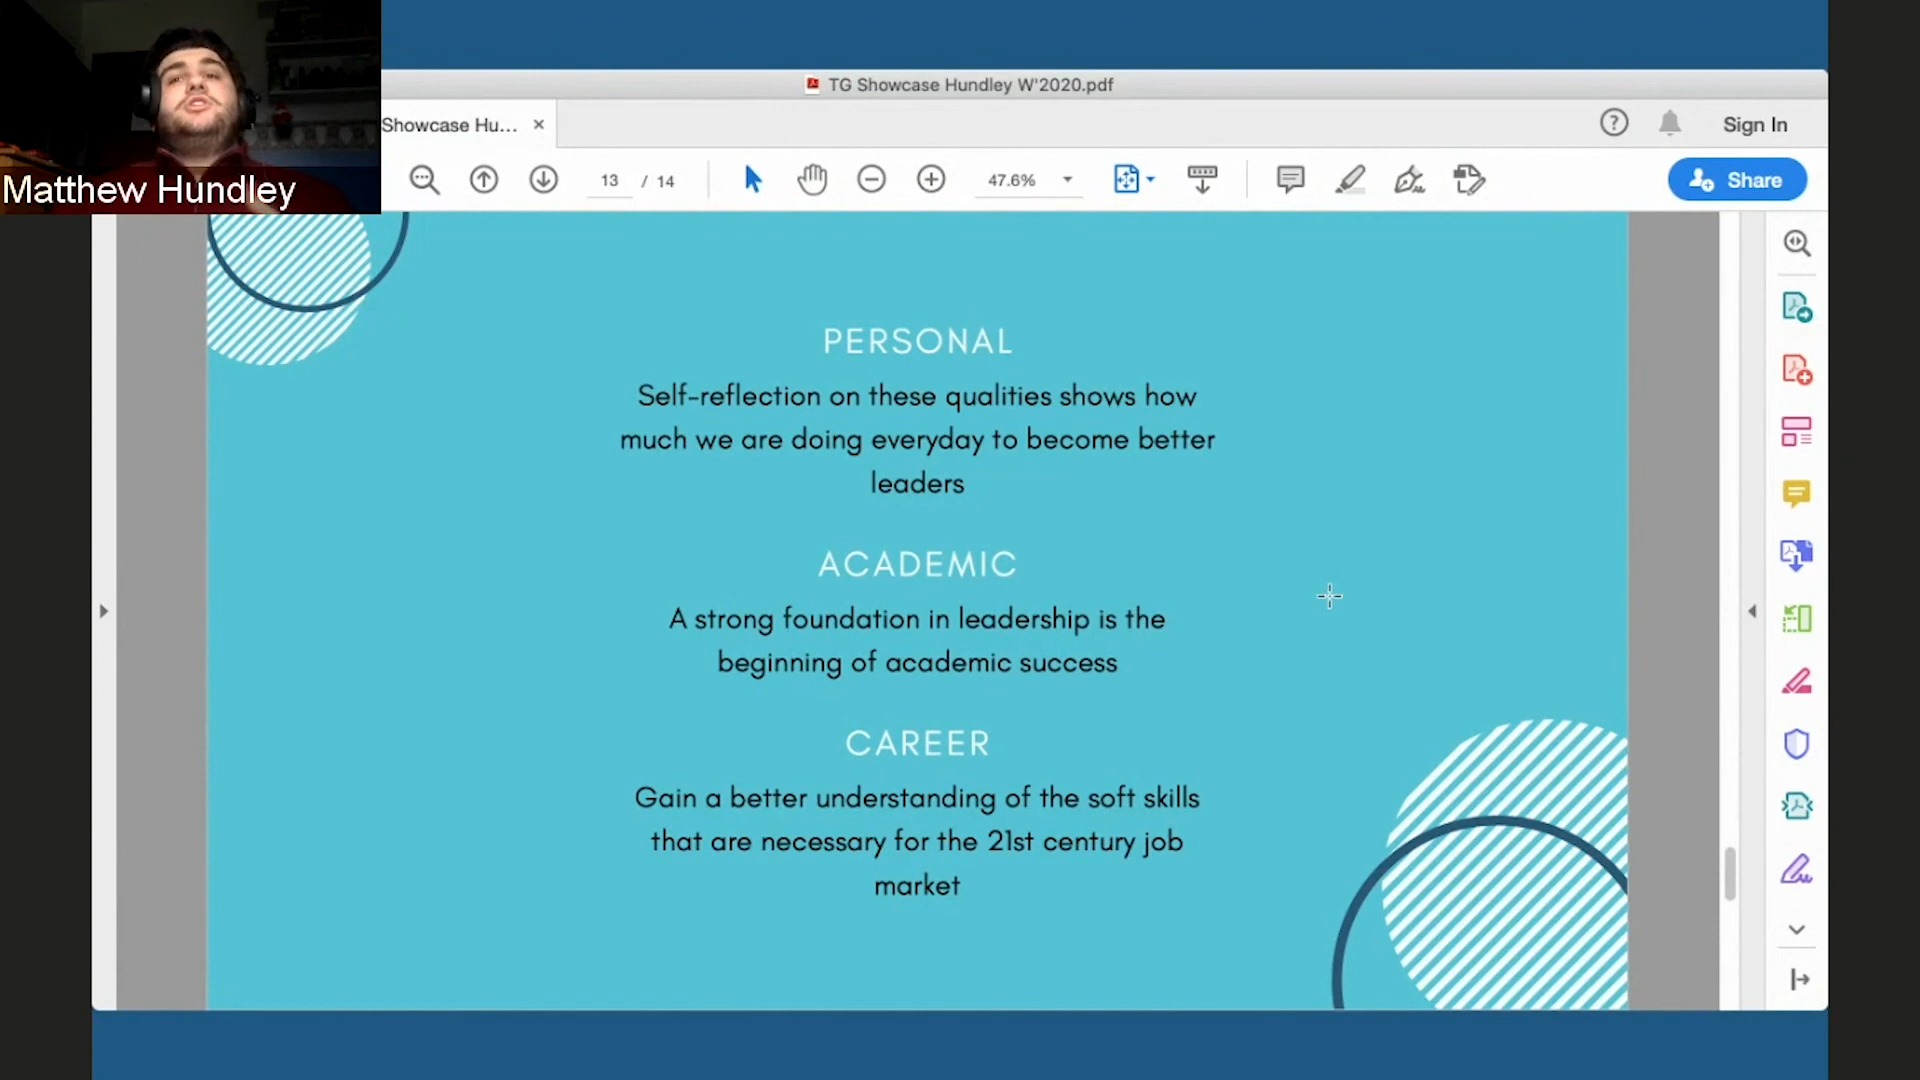 TG Showcase Hundley W'2020.pdf
Showcase Hu... ×
? Sign In
Matthew Hundley
13 / 14
47.6%
Share
PERSONAL
Self-reflection on these qualities shows how
much we are doing everyday to become better
leaders
ACADEMIC
A strong foundation in leadership is the
beginning of academic success
CAREER
Gain a better understanding of the soft skills
that are necessary for the 21st century job
market